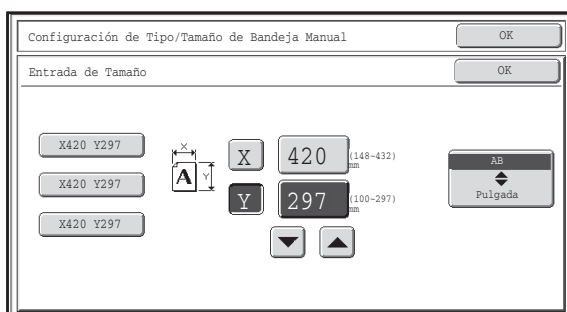 Configuración de Tipo/Tamaño de Bandeja Manual OK
Entrada de Tamaño OK
X420 Y297
X420 Y297
X420 Y297
X
A Y
X 420 (148~432) mm
Y 297 (100~297) mm
AB
Pulgada